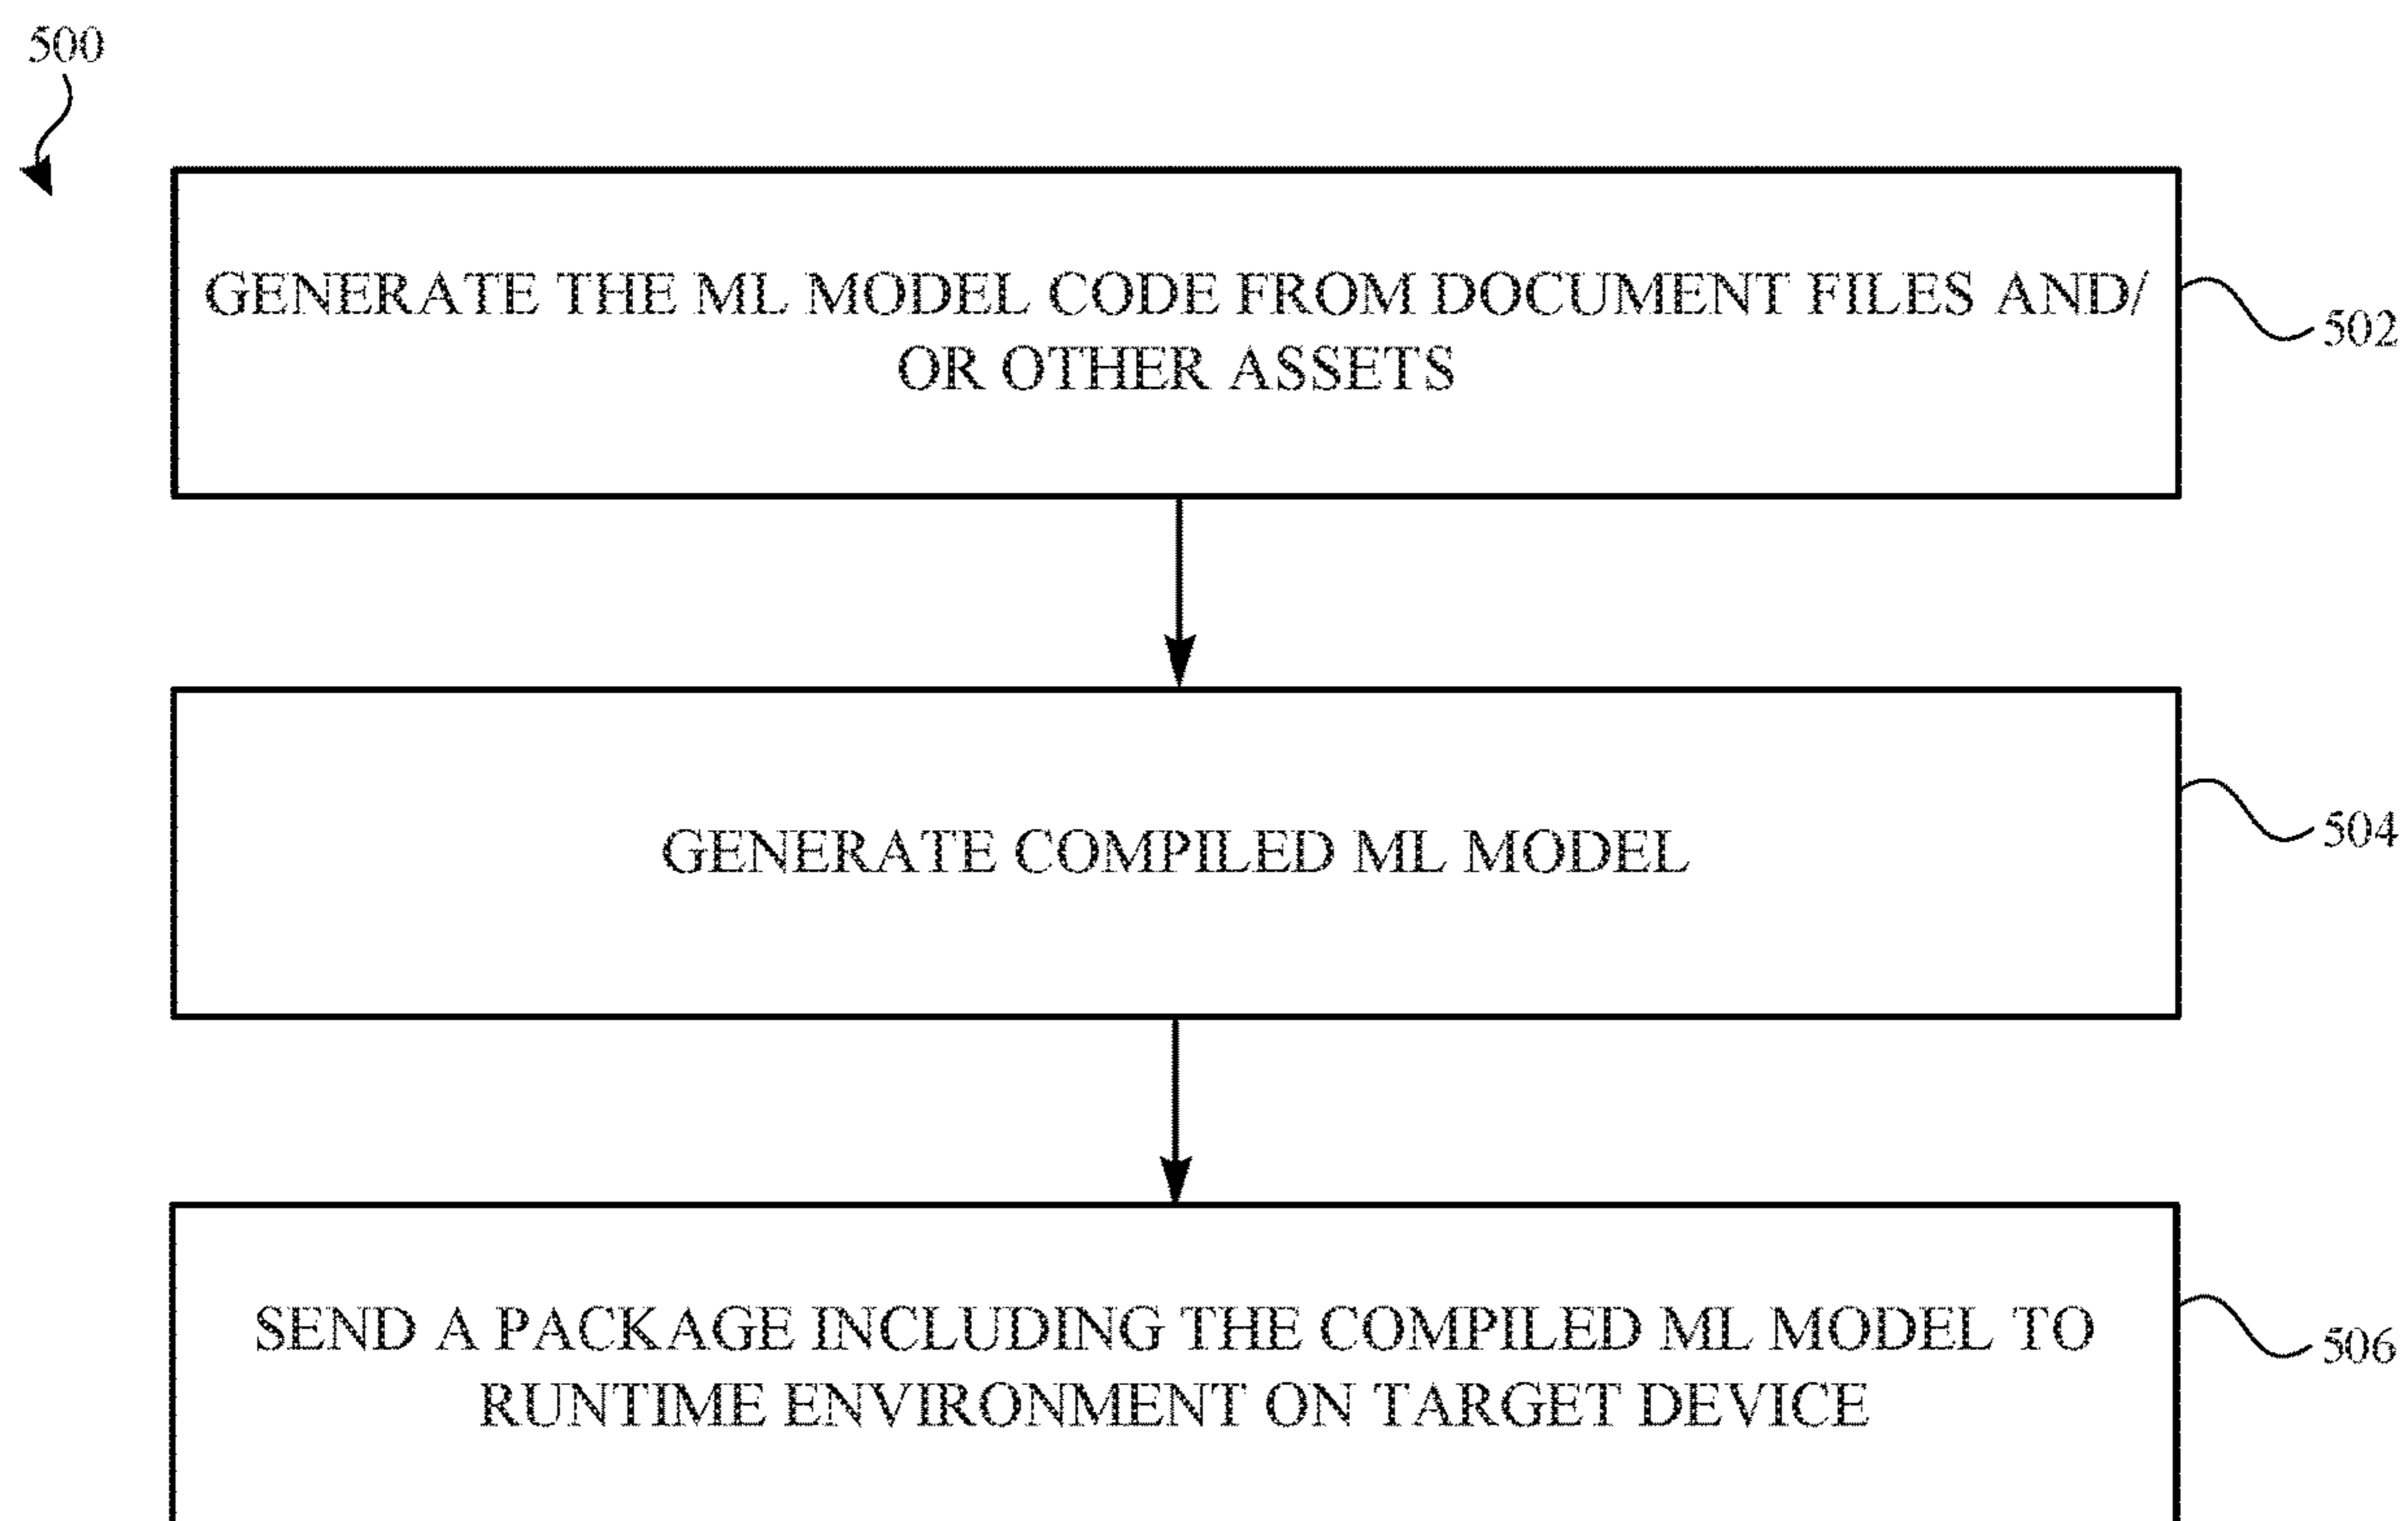 500
GENERATE THE ML MODEL CODE FROM DOCUMENT FILES AND/
OR OTHER ASSETS
502
GENERATE COMPILED ML MODEL
504
SEND A PACKAGE INCLUDING THE COMPILED ML MODEL TO
RUNTIME ENVIRONMENT ON TARGET DEVICE
506